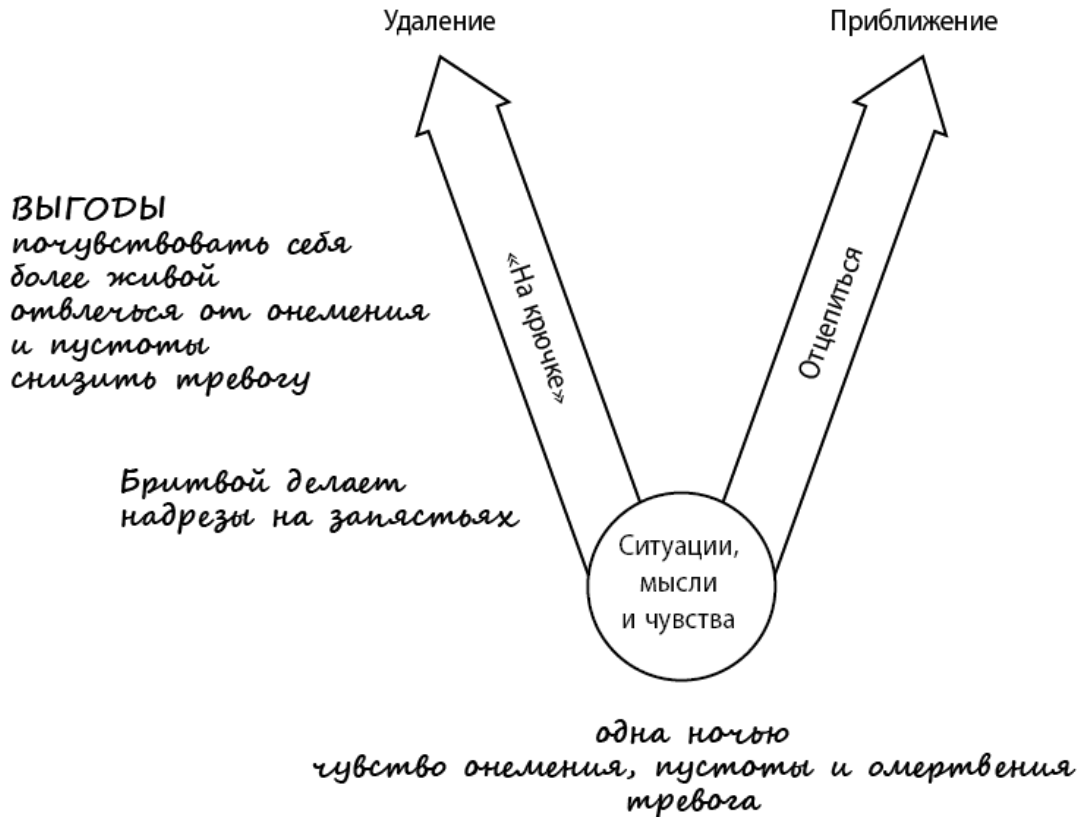 Удаление
Приближение
ВЫГОДЫ
почувствовать себя
более живой
отвлечься от онемения
и пустоты
снизить тревогу
«На крючке»
Отцепиться
Бритвой делает
надрезы на запястьях
Ситуации,
мысли
и чувства
одна ночью
чувство онемения, пустоты и омертвения
тревога